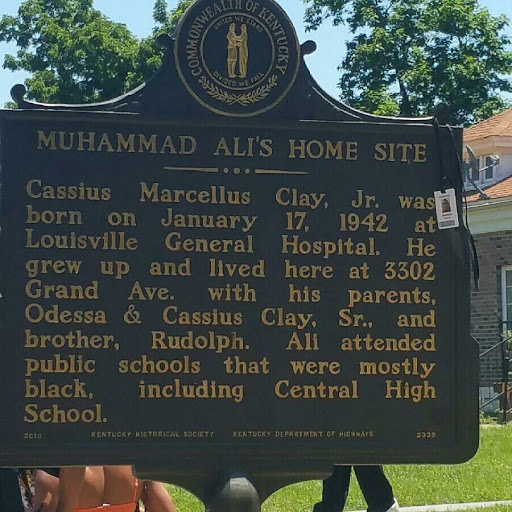 COMMONWEALTH OF KENTUCKY
UNITED WE STAND
DIVIDED WE FALL
MUHAMMAD ALI'S HOME SITE
Cassius Marcellus Clay, Jr. was
born on January 17, 1942 at
Louisville General Hospital. He
grew up and lived here at 3302
Grand Ave. with his parents,
Odessa & Cassius Clay, Sr., and
brother, Rudolph. Ali attended
public schools that were mostly
black, including Central High
School.
KENTUCKY HISTORICAL SOCIETY KENTUCKY DEPARTMENT OF HIGHWAYS